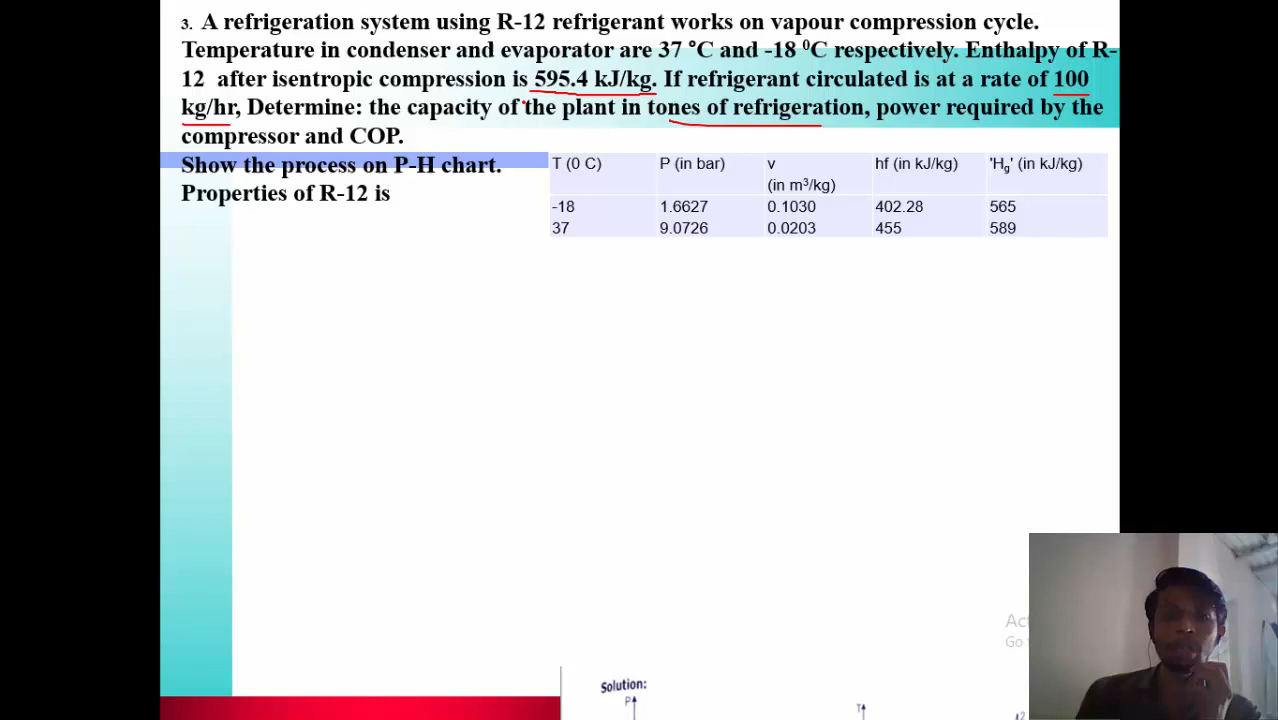 3. A refrigeration system using R-12 refrigerant works on vapour compression cycle.
Temperature in condenser and evaporator are 37 °C and -18 ⁰C respectively. Enthalpy of R-
12 after isentropic compression is 595.4 kJ/kg. If refrigerant circulated is at a rate of 100
kg/hr, Determine: the capacity of the plant in tones of refrigeration, power required by the
compressor and COP.
Show the process on P-H chart.
Properties of R-12 is
T (0 C) P (in bar) v (in m³/kg) hf (in kJ/kg) 'Hg' (in kJ/kg)
-18 1.6627 0.1030 402.28 565
37 9.0726 0.0203 455 589
Go
Solution:
P
T
2